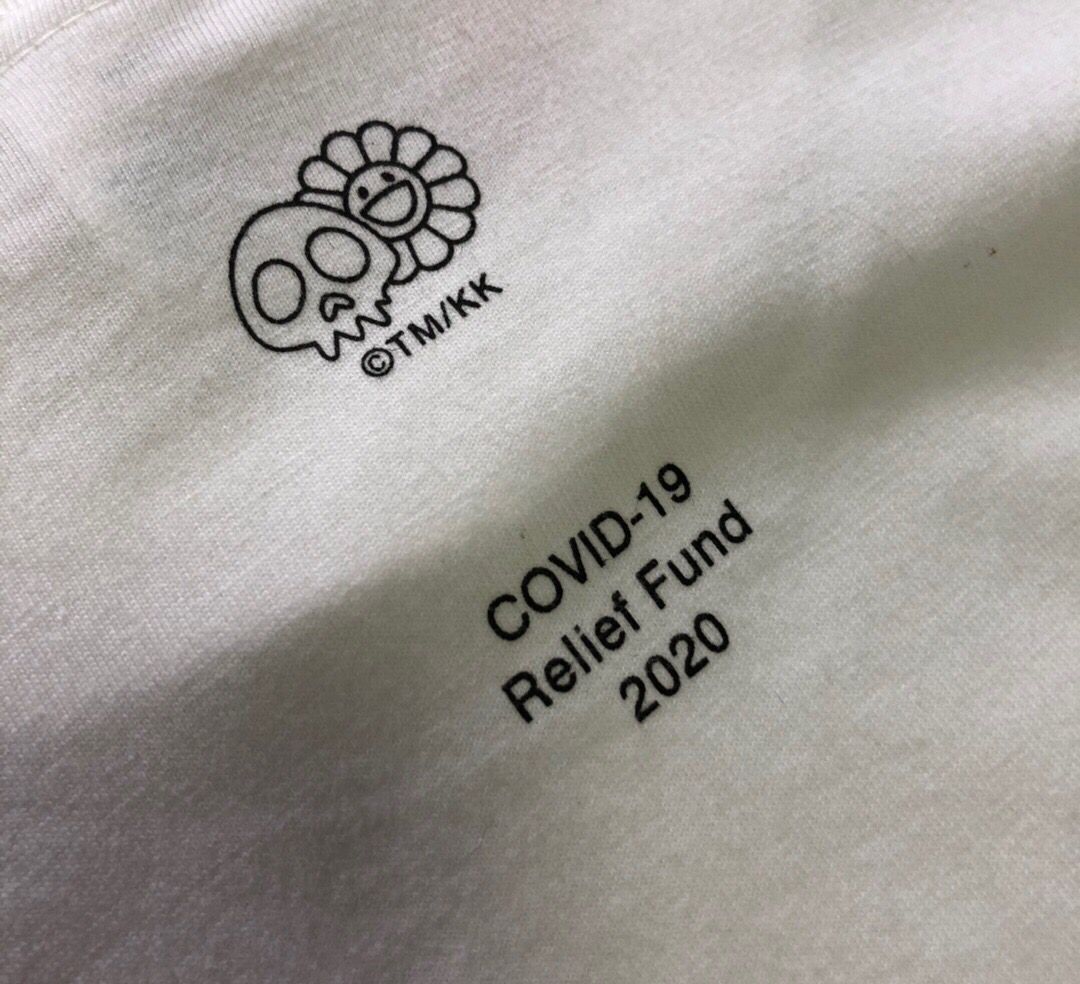 ©TM/KK
COVID-19
Relief Fund
2020